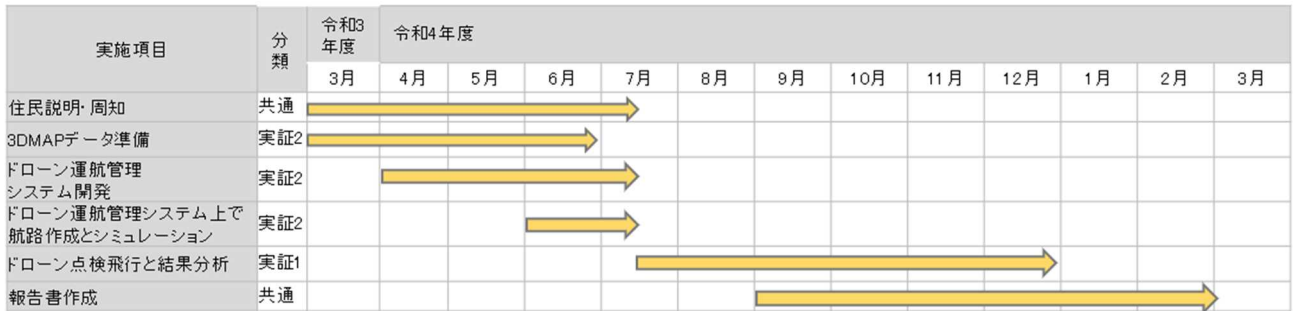 実施項目
分類
令和3年度
令和4年度
3月 4月 5月 6月 7月 8月 9月 10月 11月 12月 1月 2月 3月
住民説明・周知 共通
3DMAPデータ準備 実証2
ドローン運航管理
システム開発 実証2
ドローン運航管理システム上で
航路作成とシミュレーション 実証2
ドローン点検飛行と結果分析 実証1
報告書作成 共通